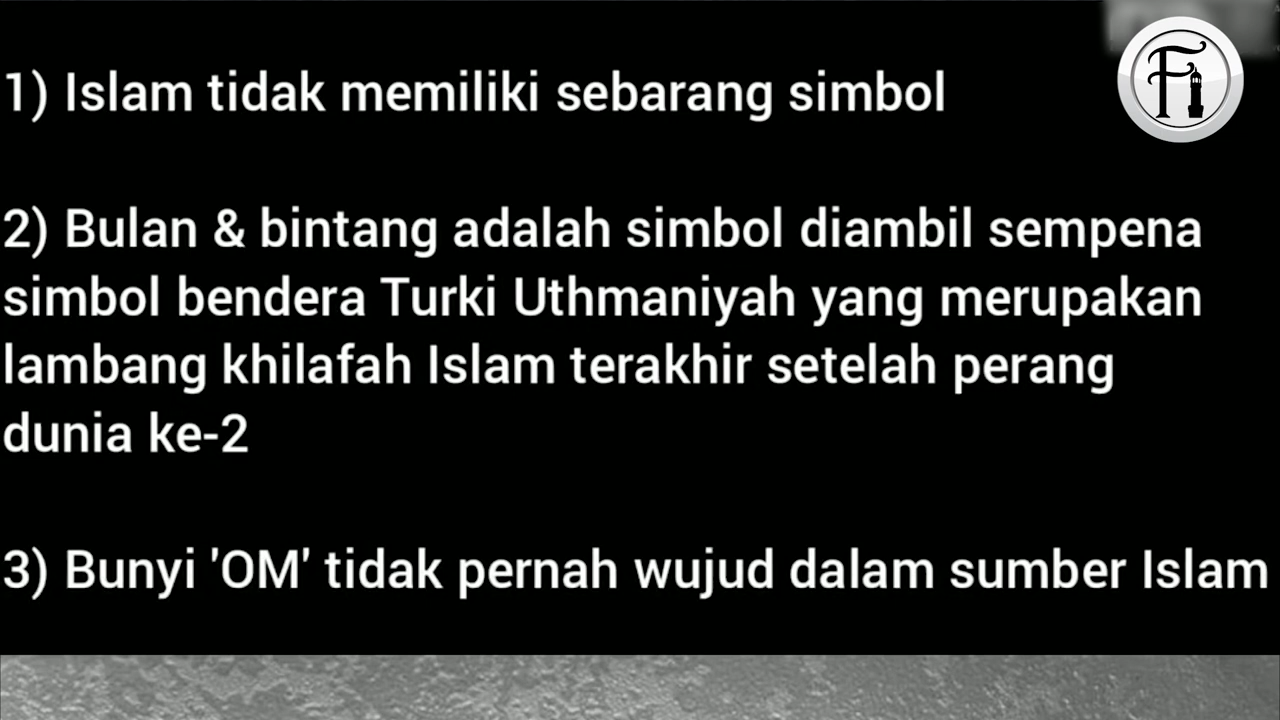 1) Islam tidak memiliki sebarang simbol
2) Bulan & bintang adalah simbol diambil sempena
simbol bendera Turki Uthmaniyah yang merupakan
lambang khilafah Islam terakhir setelah perang
dunia ke-2
3) Bunyi 'OM' tidak pernah wujud dalam sumber Islam
Fi